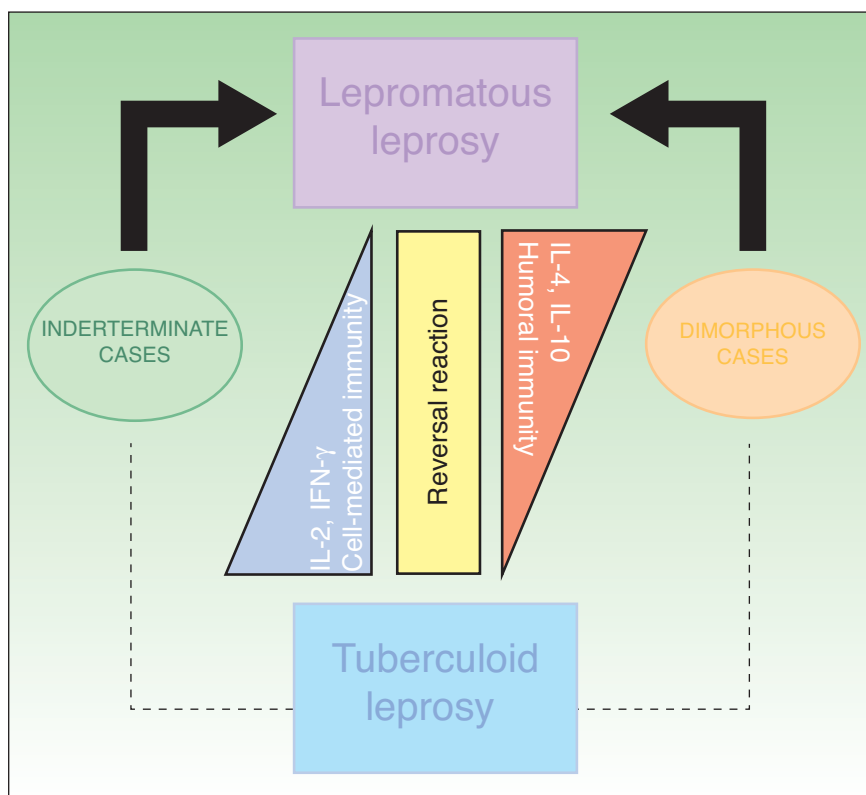 Lepromatous
leprosy
INDERTERMINATE
CASES
IL-2, IFN-γ
Cell-mediated immunity
Reversal reaction
IL-4, IL-10
Humoral immunity
DIMORPHOUS
CASES
Tuberculoid
leprosy